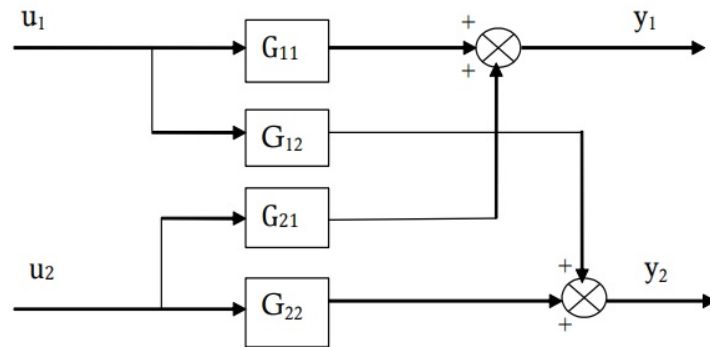 u₁
G₁₁
+
+
y₁
G₁₂
G₂₁
u₂
G₂₂
+
+
y₂